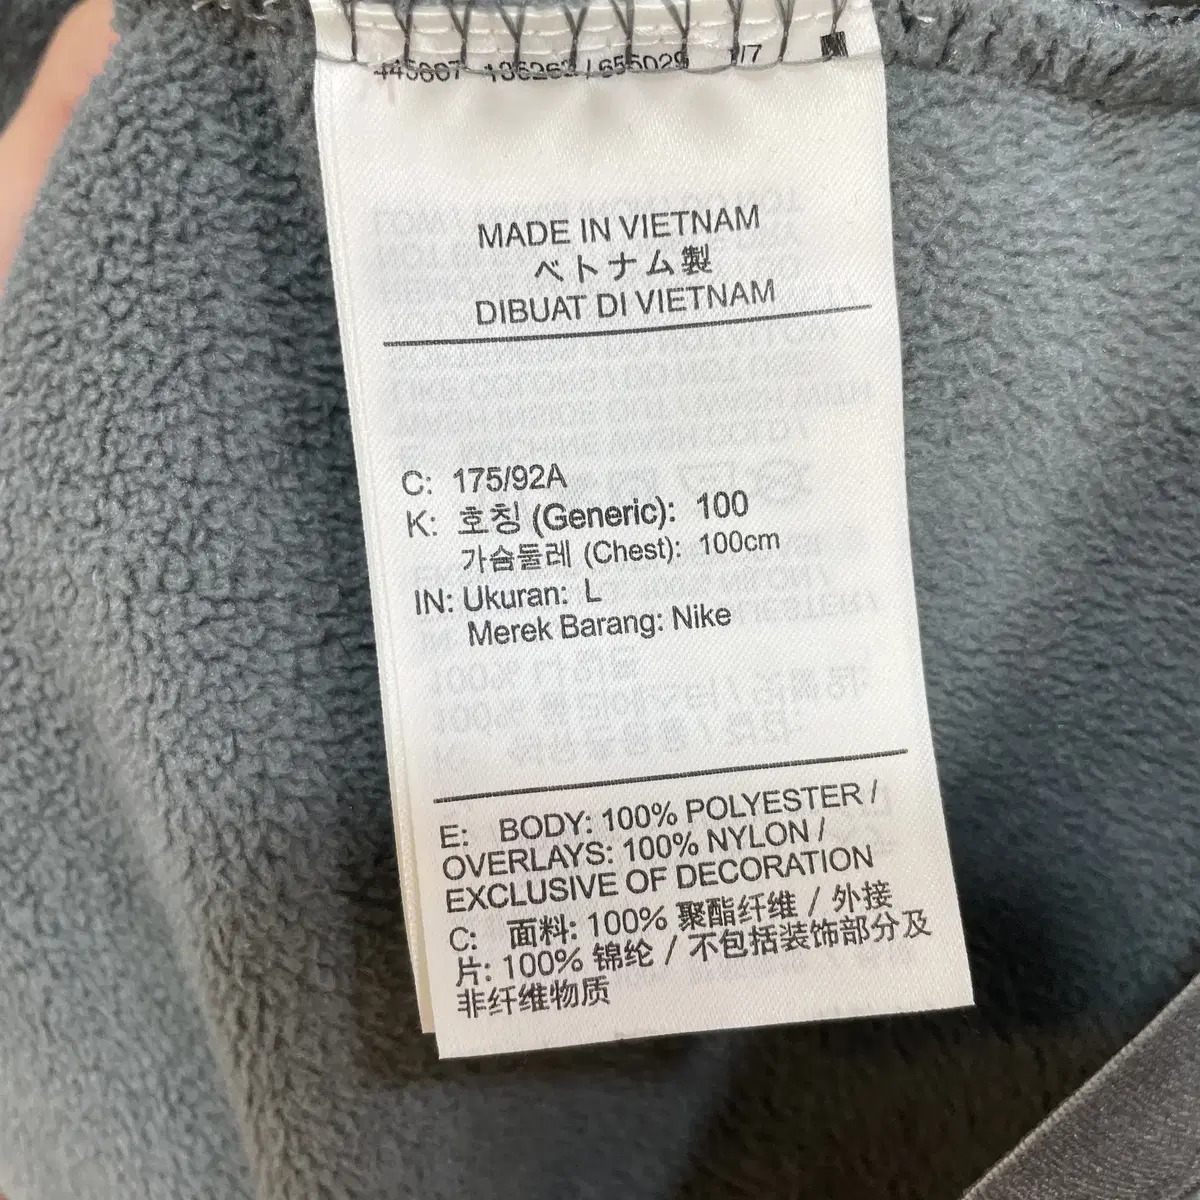 MADE IN VIETNAM
ベトナム製
DIBUAT DI VIETNAM
C: 175/92A
K: 호칭 (Generic): 100
가슴둘레 (Chest): 100cm
IN: Ukuran: L
Merek Barang: Nike
E: BODY: 100% POLYESTER /
OVERLAYS: 100% NYLON /
EXCLUSIVE OF DECORATION
C: 面料: 100% 聚酯纤维 / 外接
片: 100% 锦纶 / 不包括装饰部分及
非纤维物质